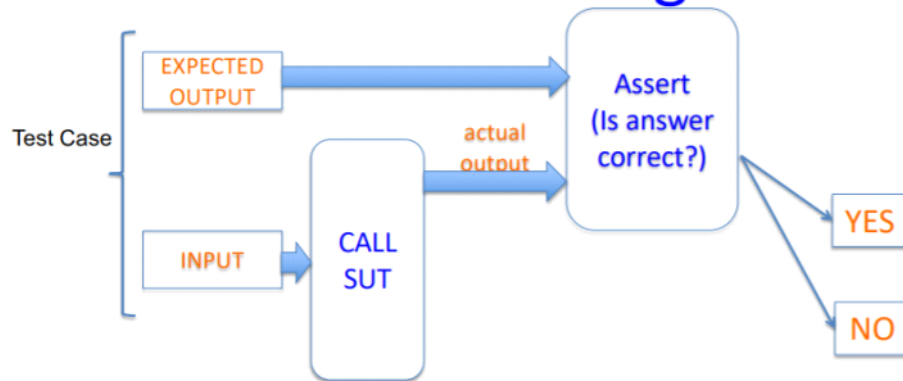 EXPECTED
OUTPUT
Test Case
INPUT
CALL
SUT
actual
output
Assert
(Is answer
correct?)
YES
NO